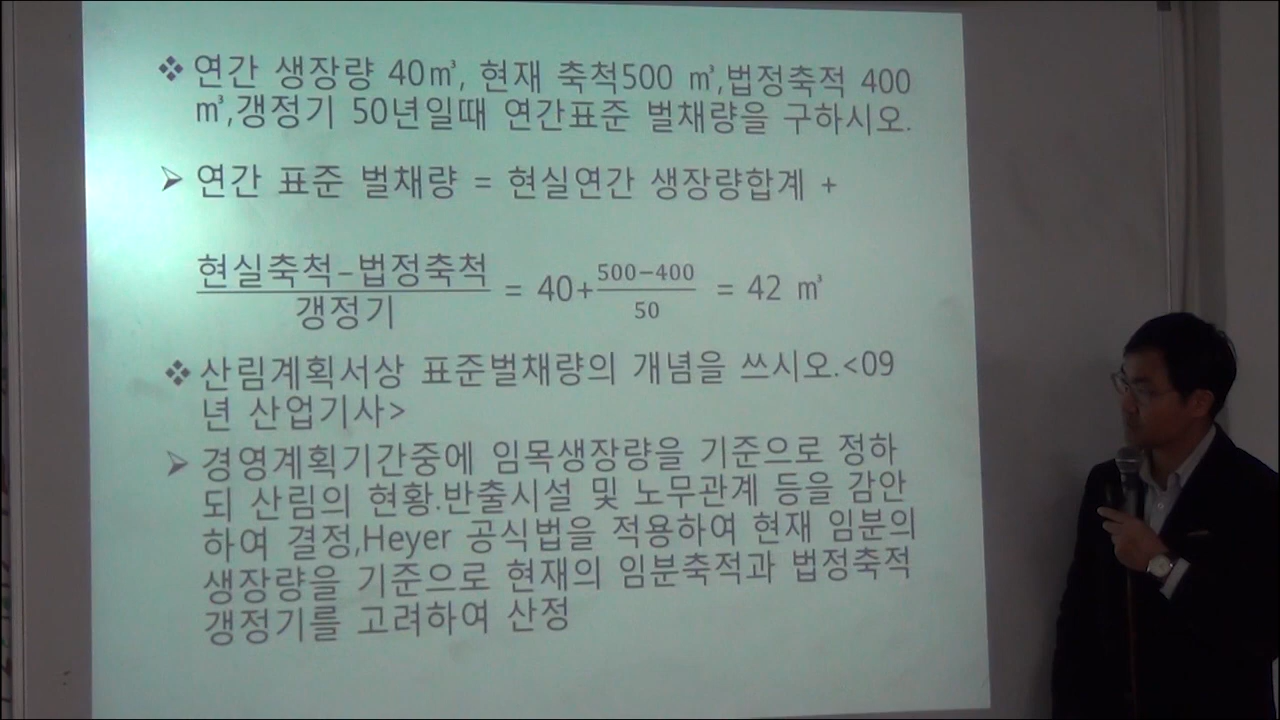 ❖ 연간 생장량 40㎥, 현재 축척500 ㎥,법정축적 400
㎥,갱정기 50년일때 연간표준 벌채량을 구하시오.
➢ 연간 표준 벌채량 = 현실연간 생장량합계 +
현실축척−법정축척 / 갱정기 = 40+ 500−400 / 50 = 42 ㎥
❖ 산림계획서상 표준벌채량의 개념을 쓰시오.<09
년 산업기사>
➢ 경영계획기간중에 임목생장량을 기준으로 정하
되 산림의 현황.반출시설 및 노무관계 등을 감안
하여 결정,Heyer 공식법을 적용하여 현재 임분의
생장량을 기준으로 현재의 임분축적과 법정축적
갱정기를 고려하여 산정